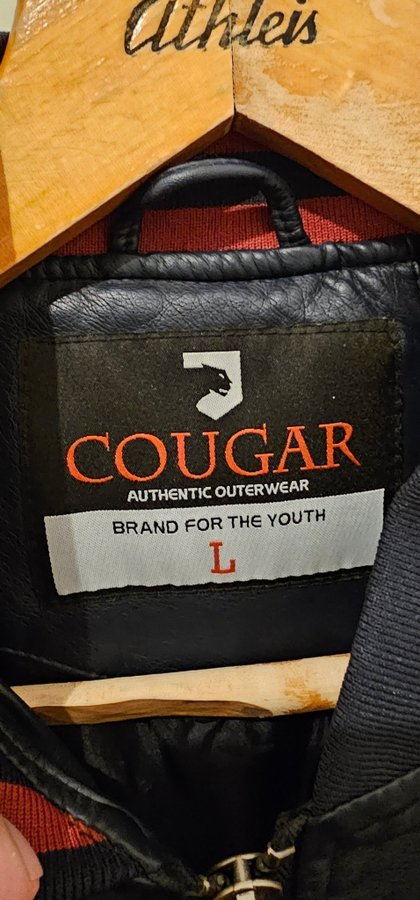 Athleis
COUGAR
AUTHENTIC OUTERWEAR
BRAND FOR THE YOUTH
L